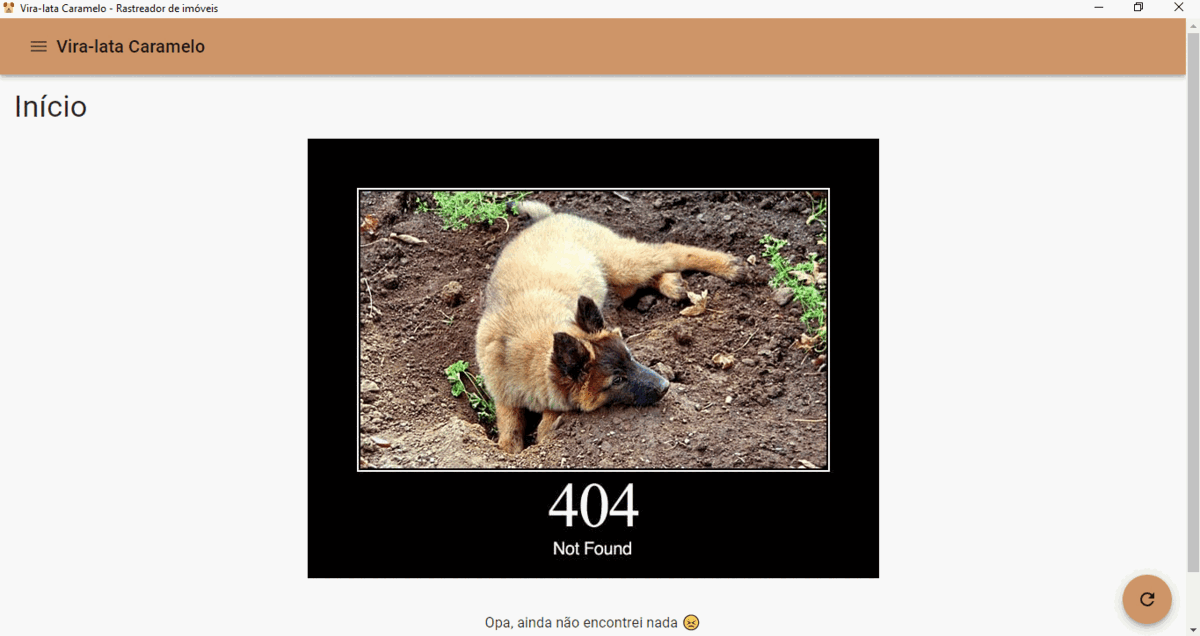 Vira-lata Caramelo - Rastreador de imóveis
Vira-lata Caramelo
Início
404
Not Found
Opa, ainda não encontrei nada 😣